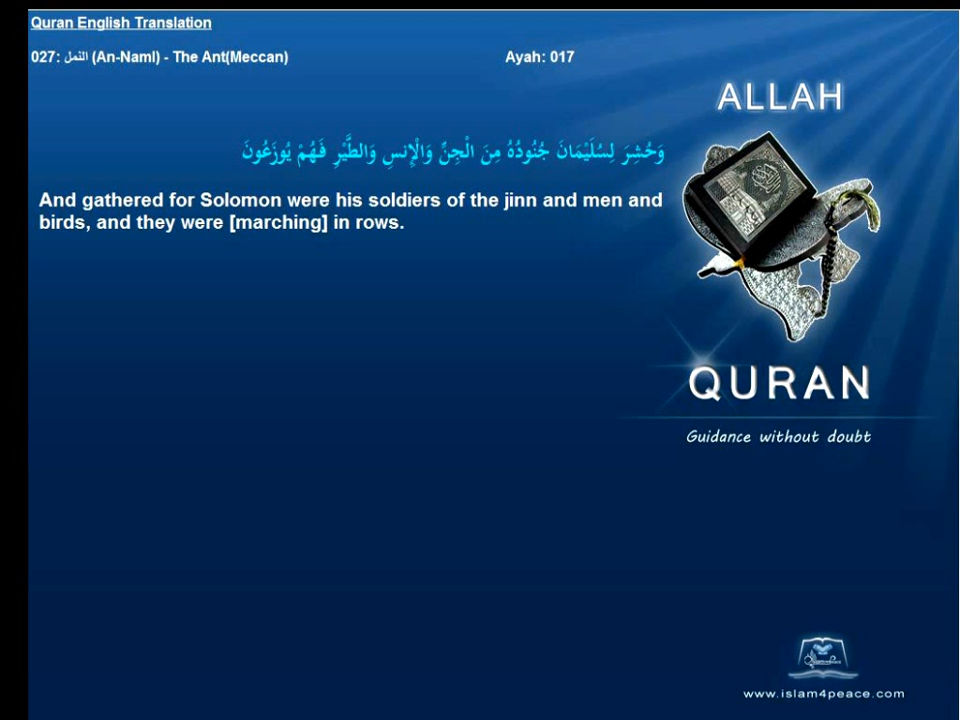 Quran English Translation
027: النمل (An-Naml) - The Ant(Meccan) Ayah: 017
ALLAH
وَحُشِرَ لِسُلَيْمَانَ جُنُودُهُ مِنَ الْجِنِّ وَالْإِنسِ وَالطَّيْرِ فَهُمْ يُوزَعُونَ
And gathered for Solomon were his soldiers of the jinn and men and
birds, and they were [marching] in rows.
QURAN
Guidance without doubt
www.islam4peace.com